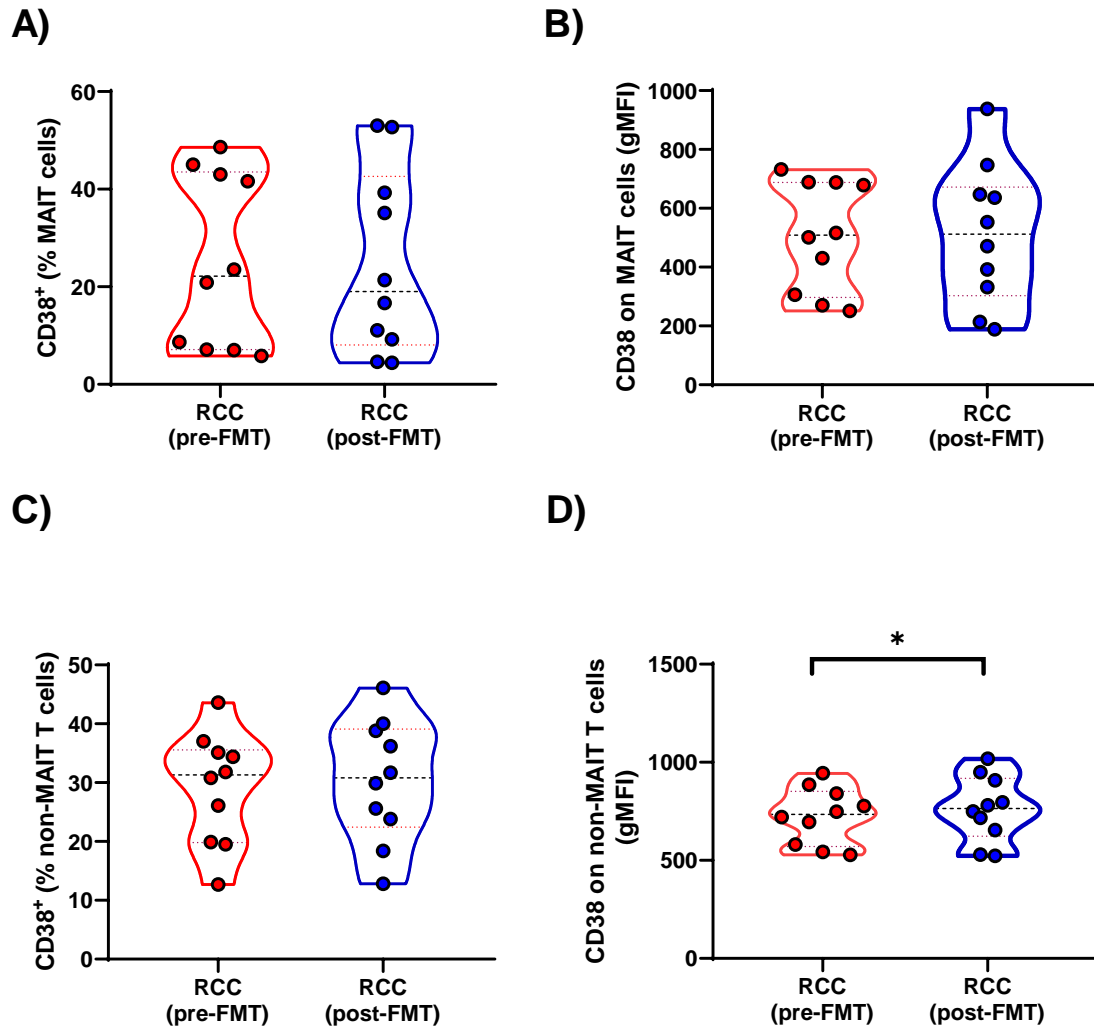 A)
CD38⁺ (% MAIT cells)
60
40
20
0
RCC
(pre-FMT)
RCC
(post-FMT)
B)
CD38 on MAIT cells (gMFI)
1000
800
600
400
200
0
RCC
(pre-FMT)
RCC
(post-FMT)
C)
CD38⁺ (% non-MAIT T cells)
50
40
30
20
10
0
RCC
(pre-FMT)
RCC
(post-FMT)
D)
CD38 on non-MAIT T cells
(gMFI)
1500
1000
500
0
*
RCC
(pre-FMT)
RCC
(post-FMT)